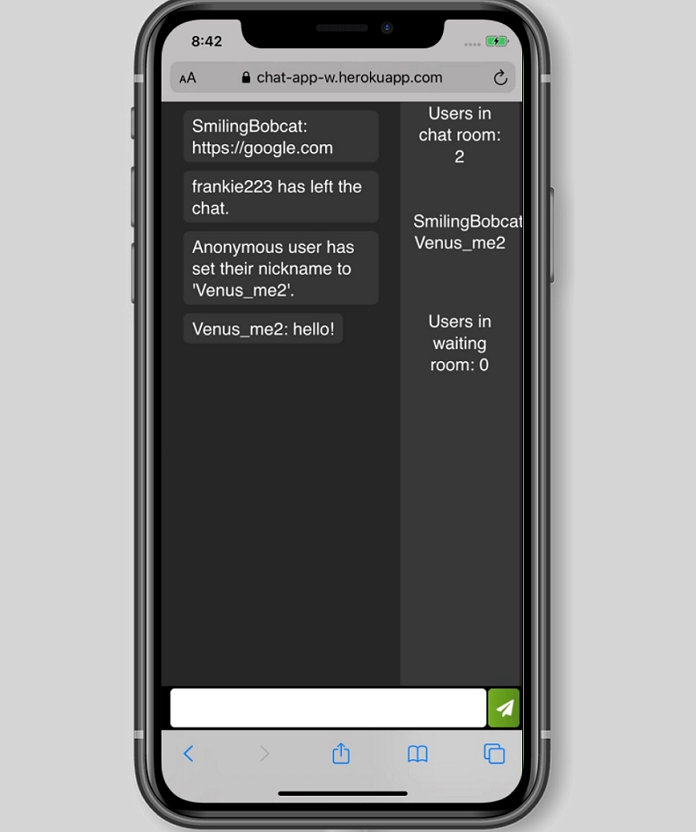 8:42
AA
chat-app-w.herokuapp.com
SmilingBobcat:
https://google.com
frankie223 has left the
chat.
Anonymous user has
set their nickname to
'Venus_me2'.
Venus_me2: hello!
Users in
chat room:
2
SmilingBobcat
Venus_me2
Users in
waiting
room: 0